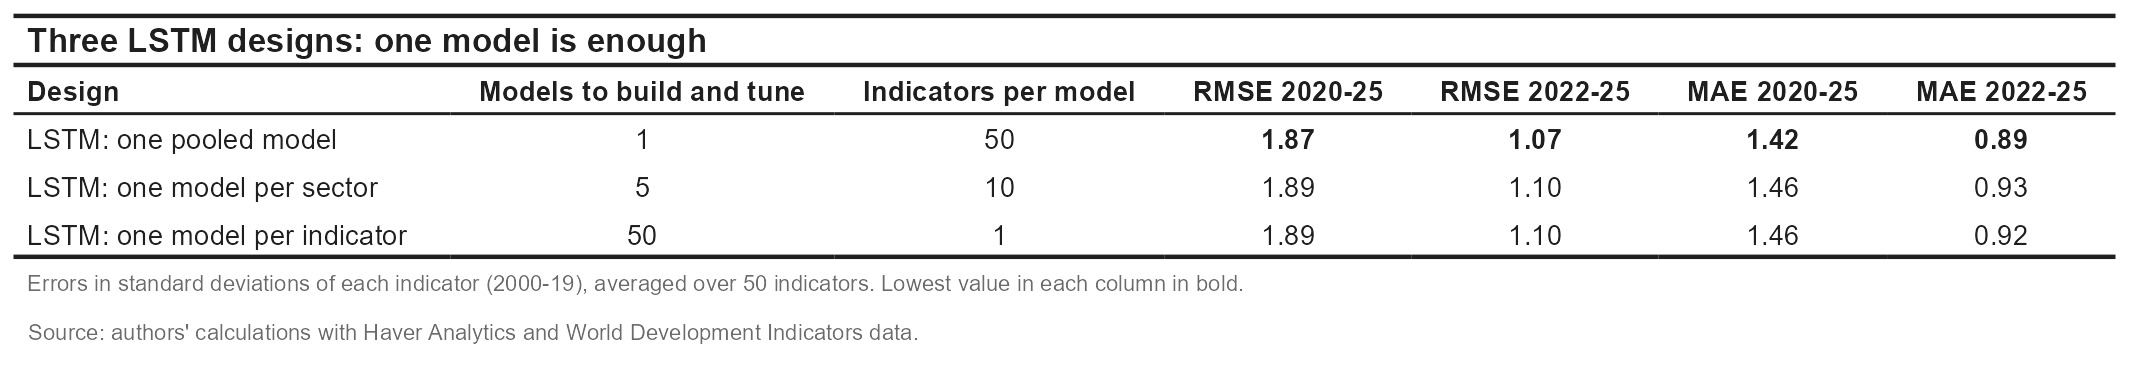 Three LSTM designs: one model is enough
Design Models to build and tune Indicators per model RMSE 2020-25 RMSE 2022-25 MAE 2020-25 MAE 2022-25
LSTM: one pooled model 1 50 1.87 1.07 1.42 0.89
LSTM: one model per sector 5 10 1.89 1.10 1.46 0.93
LSTM: one model per indicator 50 1 1.89 1.10 1.46 0.92
Errors in standard deviations of each indicator (2000-19), averaged over 50 indicators. Lowest value in each column in bold.
Source: authors' calculations with Haver Analytics and World Development Indicators data.